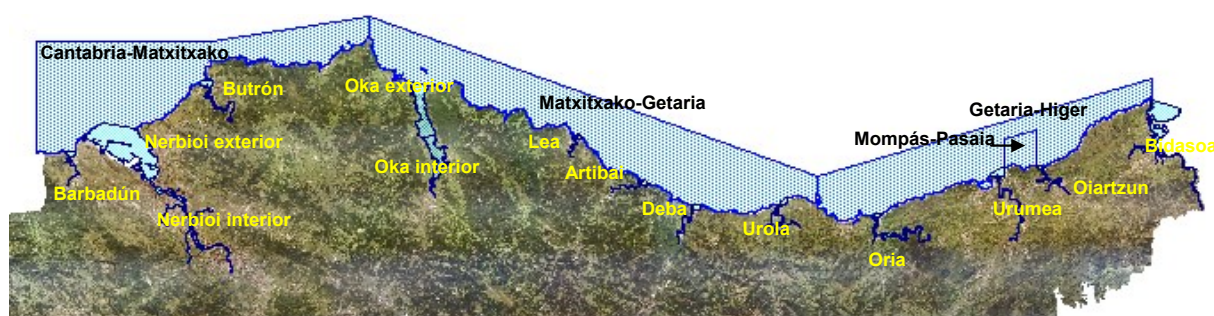 Cantabria-Matxitxako
Butrón
Oka exterior
Matxitxako-Getaria
Getaria-Higer
Nerbioi exterior
Lea
Mompás-Pasaia
Bidasoa
Oka interior
Artibai
Barbadún
Oiartzun
Nerbioi interior
Deba
Urola
Urumea
Oria